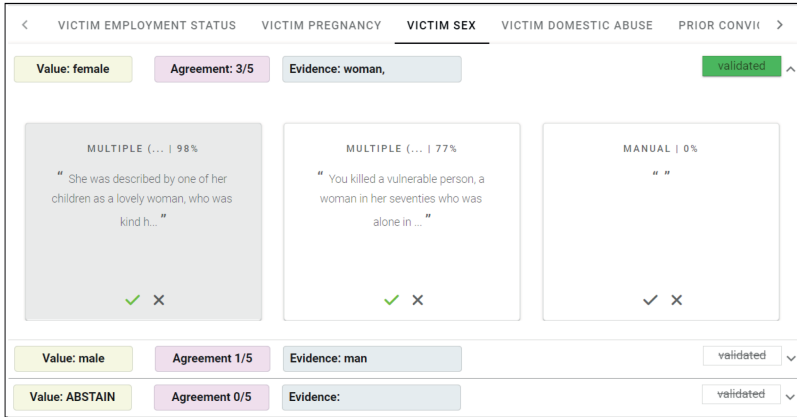 VICTIM EMPLOYMENT STATUS VICTIM PREGNANCY VICTIM SEX VICTIM DOMESTIC ABUSE PRIOR CONVI(
Value: female Agreement: 3/5 Evidence: woman, validated
MULTIPLE (... | 98%
“ She was described by one of her
children as a lovely woman, who was
kind h... ”
MULTIPLE (... | 77%
“ You killed a vulnerable person, a
woman in her seventies who was
alone in ... ”
MANUAL | 0%
“ ”
Value: male Agreement 1/5 Evidence: man validated
Value: ABSTAIN Agreement 0/5 Evidence: validated